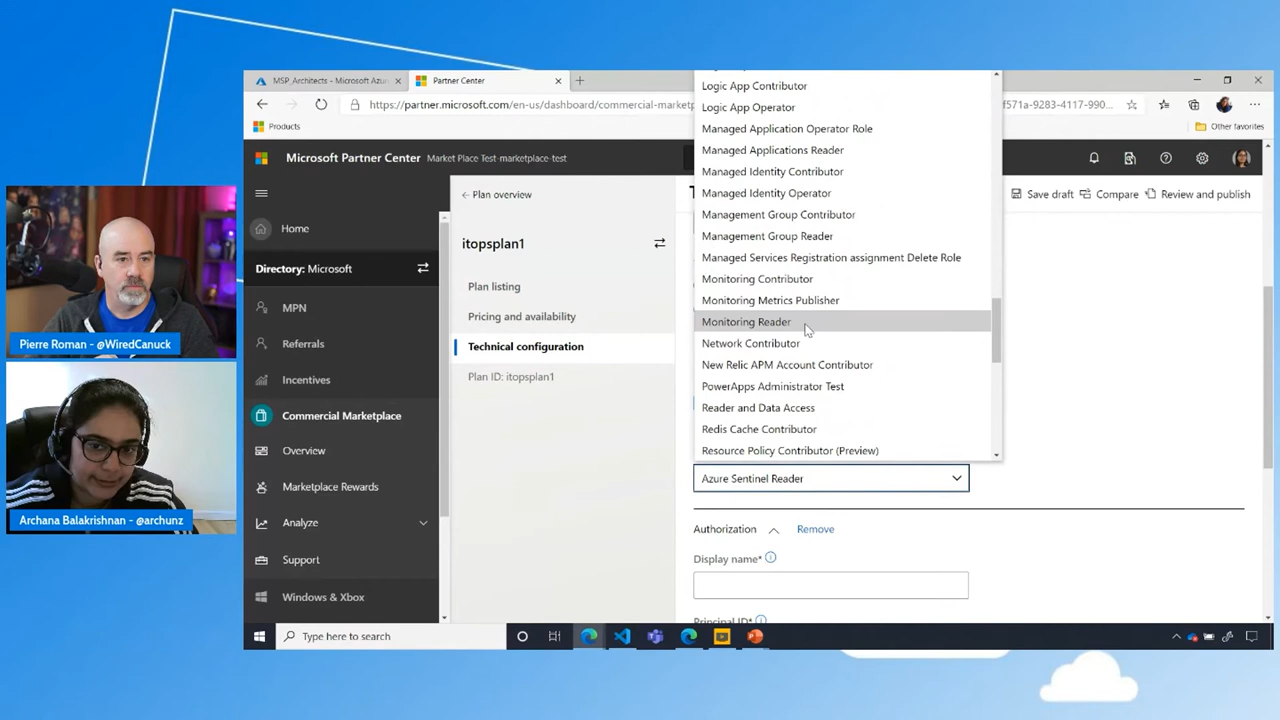 MSP_Architects - Microsoft Azu
Partner Center
https://partner.microsoft.com/en-us/dashboard/commercial-market
f571a-9283-4117-990...
Products
Other favorites
Microsoft Partner Center
Market Place Test-marketplace-test
Home
Directory: Microsoft
MPN
Referrals
Incentives
Commercial Marketplace
Overview
Marketplace Rewards
Analyze
Support
Windows & Xbox
Plan overview
itopsplan1
Plan listing
Pricing and availability
Technical configuration
Plan ID: itopsplan1
Save draft
Compare
Review and publish
Logic App Contributor
Logic App Operator
Managed Application Operator Role
Managed Applications Reader
Managed Identity Contributor
Managed Identity Operator
Management Group Contributor
Management Group Reader
Managed Services Registration assignment Delete Role
Monitoring Contributor
Monitoring Metrics Publisher
Monitoring Reader
Network Contributor
New Relic APM Account Contributor
PowerApps Administrator Test
Reader and Data Access
Redis Cache Contributor
Resource Policy Contributor (Preview)
Azure Sentinel Reader
Authorization
Remove
Display name*
Principal ID*
Type here to search
Pierre Roman - @WiredCanuck
Archana Balakrishnan - @archunz